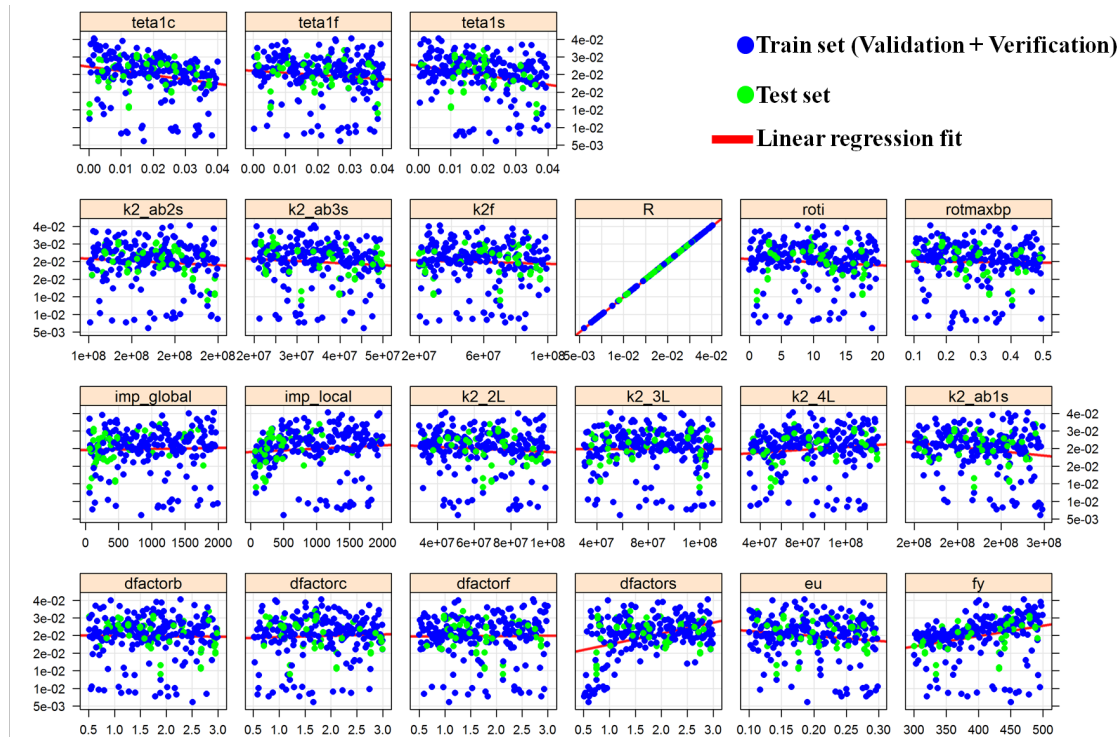 teta1c teta1f teta1s
4e-02
3e-02
2e-02
2e-02
1e-02
1e-02
5e-03
0.00 0.01 0.02 0.03 0.04 0.00 0.01 0.02 0.03 0.04 0.00 0.01 0.02 0.03 0.04
Train set (Validation + Verification)
Test set
Linear regression fit
k2_ab2s k2_ab3s k2f R roti rotmaxbp
4e-02
3e-02
2e-02
2e-02
1e-02
1e-02
5e-03
1e+08 2e+08 2e+08 2e+08 2e+07 3e+07 4e+07 5e+07 2e+07 6e+07 1e+08 5e-03 1e-02 2e-02 4e-02 0 5 10 15 20 0.1 0.2 0.3 0.4 0.5
imp_global imp_local k2_2L k2_3L k2_4L k2_ab1s
4e-02
3e-02
2e-02
2e-02
1e-02
1e-02
5e-03
0 500 1000 1500 2000 0 500 1000 1500 2000 4e+07 6e+07 8e+07 1e+08 4e+07 6e+07 8e+07 1e+08 4e+07 8e+07 1e+08 2e+08 2e+08 2e+08 3e+08
dfactorb dfactorc dfactorf dfactors eu fy
4e-02
3e-02
2e-02
2e-02
1e-02
1e-02
5e-03
0.5 1.0 1.5 2.0 2.5 3.0 0.5 1.0 1.5 2.0 2.5 3.0 0.5 1.0 1.5 2.0 2.5 3.0 0.5 1.0 1.5 2.0 2.5 3.0 0.10 0.15 0.20 0.25 0.30 300 350 400 450 500